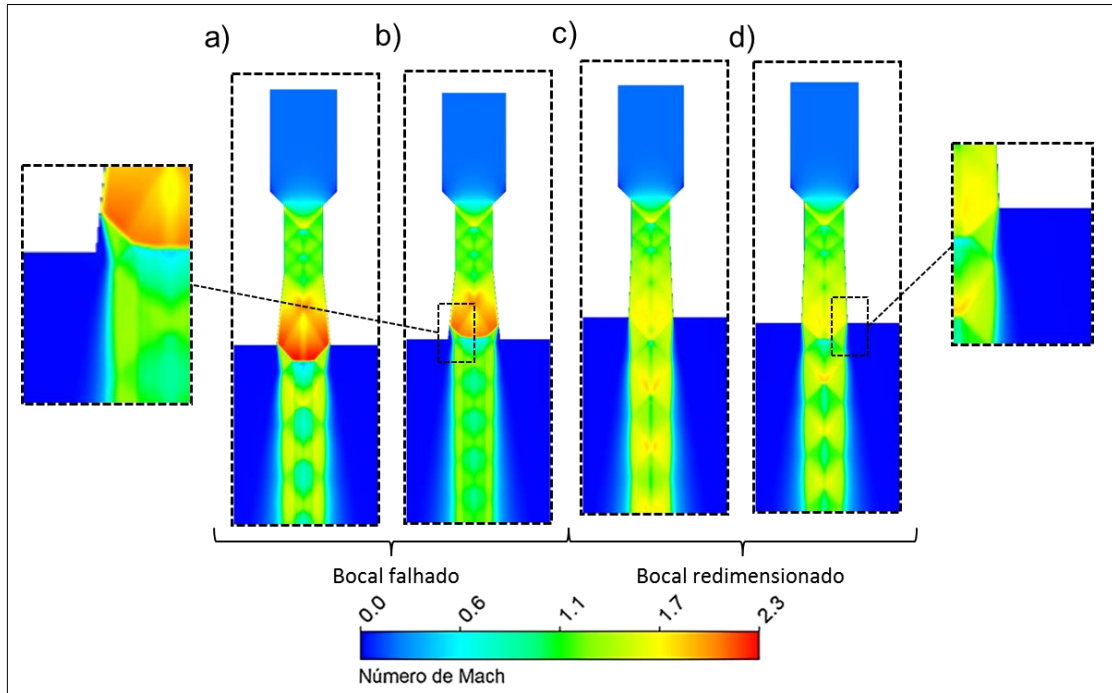 a)
b)
c)
d)
Bocal falhado
Bocal redimensionado
0.0
0.6
1.1
1.7
2.3
Número de Mach